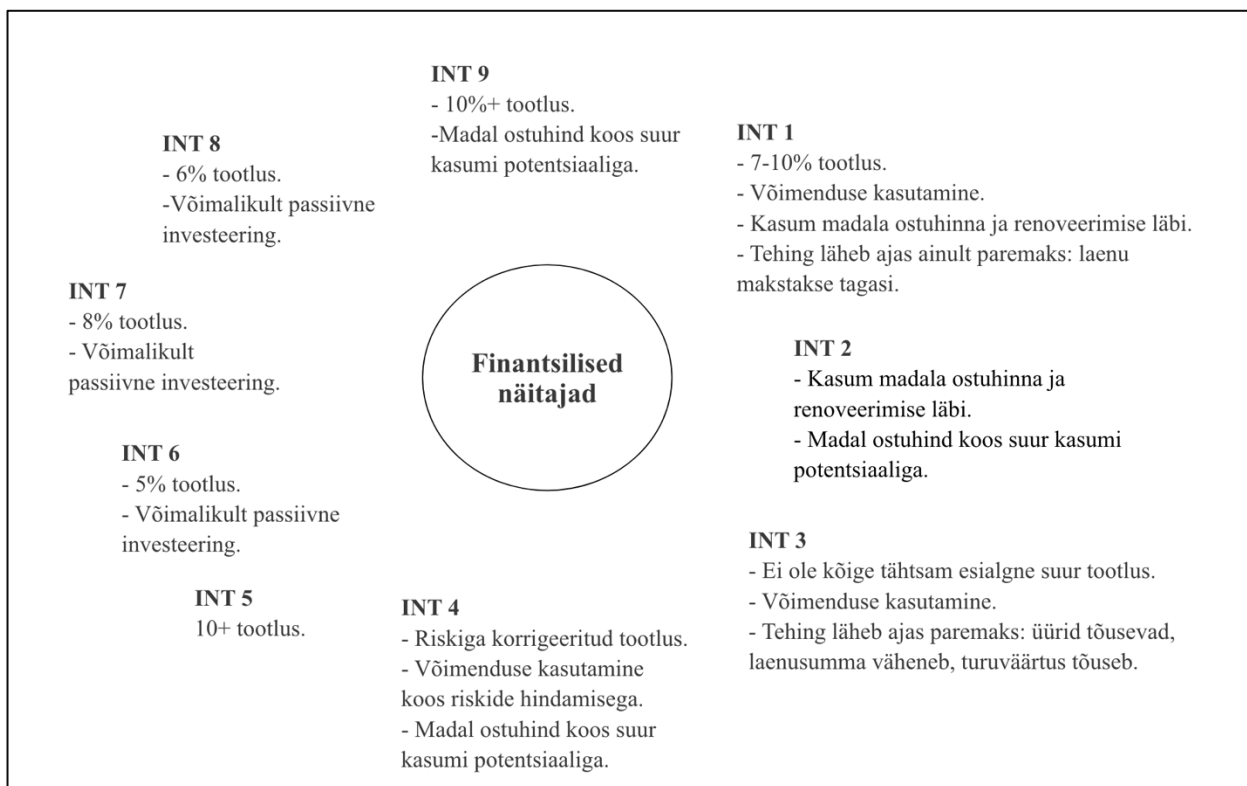 INT 9
- 10%+ tootlus.
-Madal ostuhind koos suur
kasumi potentsiaaliga.
INT 8
- 6% tootlus.
-Võimalikult passiivne
investeering.
INT 1
- 7-10% tootlus.
- Võimenduse kasutamine.
- Kasum madala ostuhinna ja renoveerimise läbi.
- Tehing läheb ajas ainult paremaks: laenu
makstakse tagasi.
INT 7
- 8% tootlus.
- Võimalikult
passiivne investeering.
Finantsilised
näitajad
INT 2
- Kasum madala ostuhinna ja
renoveerimise läbi.
- Madal ostuhind koos suur kasumi
potentsiaaliga.
INT 6
- 5% tootlus.
- Võimalikult passiivne
investeering.
INT 3
- Ei ole kõige tähtsam esialgne suur tootlus.
- Võimenduse kasutamine.
- Tehing läheb ajas paremaks: üürid tõusevad,
laenusumma väheneb, turuväärtus tõuseb.
INT 5
10+ tootlus.
INT 4
- Riskiga korrigeeritud tootlus.
- Võimenduse kasutamine
koos riskide hindamisega.
- Madal ostuhind koos suur
kasumi potentsiaaliga.